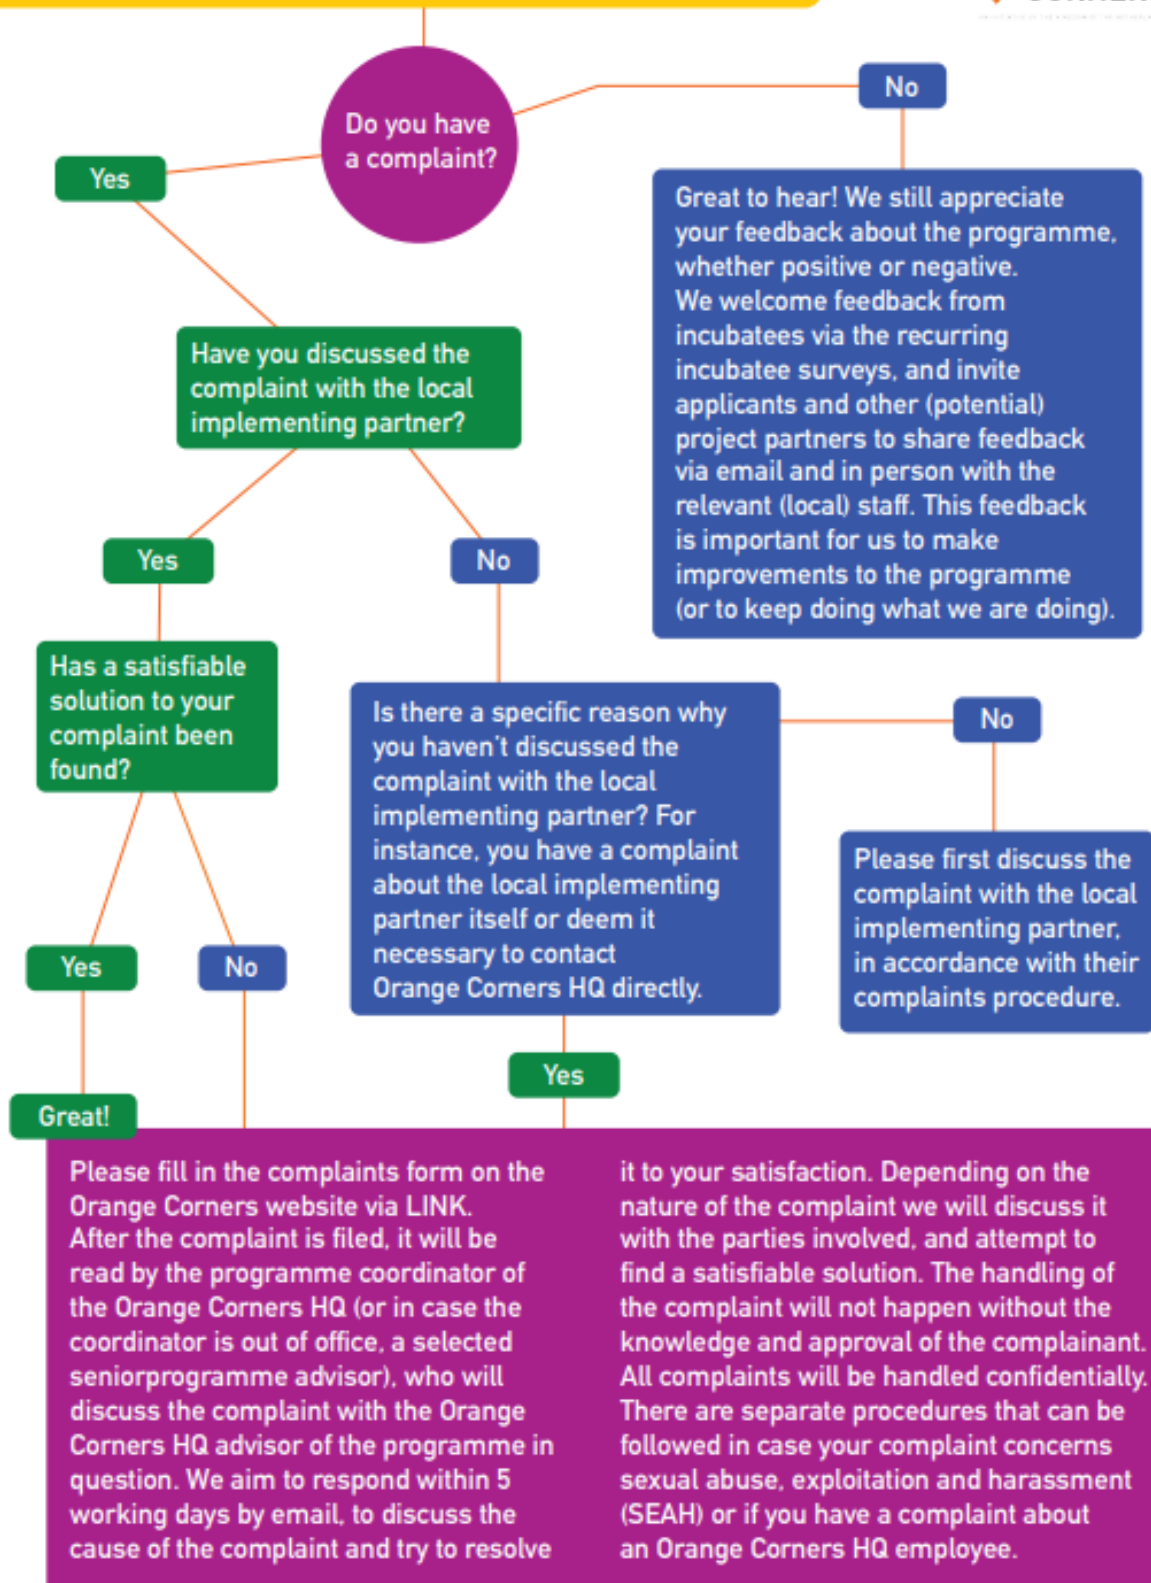 No
Do you have
a complaint?
Yes
Great to hear! We still appreciate
your feedback about the programme,
whether positive or negative.
We welcome feedback from
incubatees via the recurring
incubatee surveys, and invite
applicants and other (potential)
project partners to share feedback
via email and in person with the
relevant (local) staff. This feedback
is important for us to make
improvements to the programme
(or to keep doing what we are doing).
Have you discussed the
complaint with the local
implementing partner?
Yes
No
Has a satisfiable
solution to your
complaint been
found?
Is there a specific reason why
you haven't discussed the
complaint with the local
implementing partner? For
instance, you have a complaint
about the local implementing
partner itself or deem it
necessary to contact
Orange Corners HQ directly.
No
Please first discuss the
complaint with the local
implementing partner,
in accordance with their
complaints procedure.
Yes
No
Yes
Great!
Please fill in the complaints form on the
Orange Corners website via LINK.
After the complaint is filed, it will be
read by the programme coordinator of
the Orange Corners HQ (or in case the
coordinator is out of office, a selected
seniorprogramme advisor), who will
discuss the complaint with the Orange
Corners HQ advisor of the programme in
question. We aim to respond within 5
working days by email, to discuss the
cause of the complaint and try to resolve
it to your satisfaction. Depending on the
nature of the complaint we will discuss it
with the parties involved, and attempt to
find a satisfiable solution. The handling of
the complaint will not happen without the
knowledge and approval of the complainant.
All complaints will be handled confidentially.
There are separate procedures that can be
followed in case your complaint concerns
sexual abuse, exploitation and harassment
(SEAH) or if you have a complaint about
an Orange Corners HQ employee.